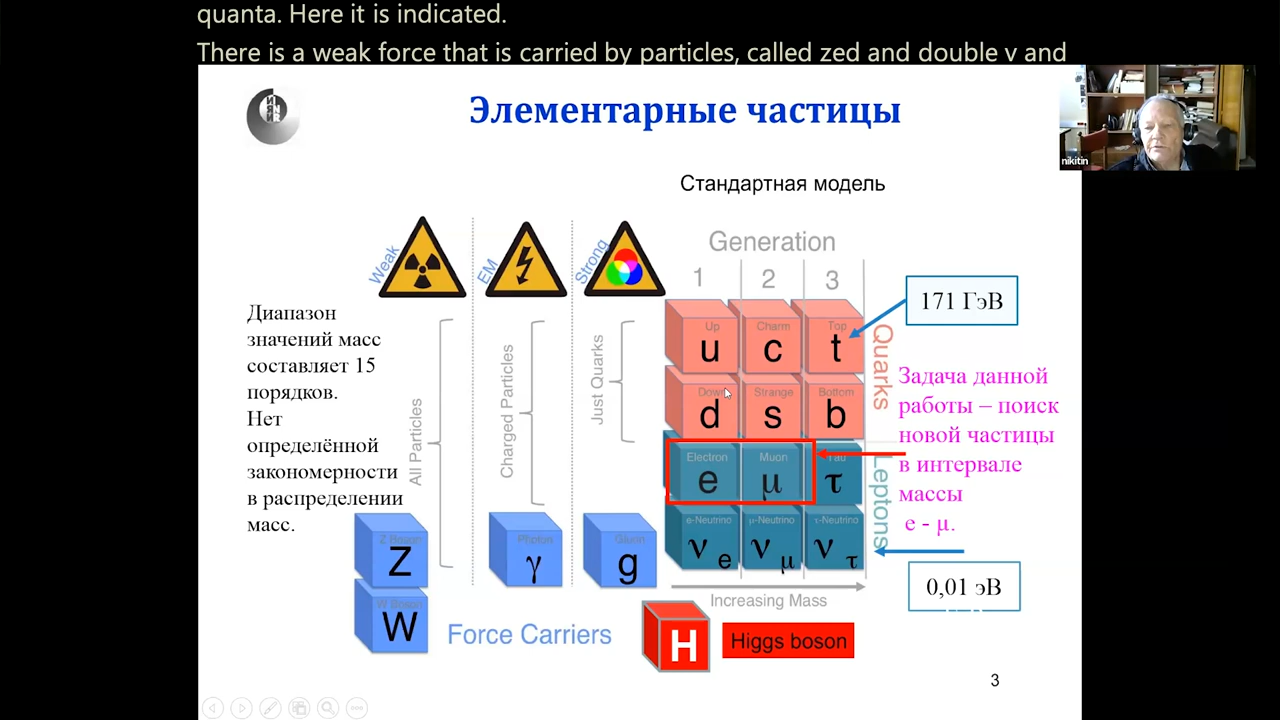 quanta. Here it is indicated.
There is a weak force that is carried by particles, called zed and double v and
Элементарные частицы
nikitin
Стандартная модель
Weak
EM
Strong
Generation
1 2 3
Диапазон
значений масс
составляет 15
порядков.
Нет
определённой
закономерности
в распределении
масс.
All Particles
Charged Particles
Just Quarks
Up Charm Top
u c t
Down Strange Bottom
d s b
Electron Muon Tau
e μ τ
e-Neutrino μ-Neutrino τ-Neutrino
νe νμ ντ
Quarks
Leptons
171 ГэВ
Задача данной
работы – поиск
новой частицы
в интервале
массы
e - μ.
0,01 эВ
Z Boson Photon Gluon
Z γ g
W Boson
W
Force Carriers
Increasing Mass
H
Higgs boson
3